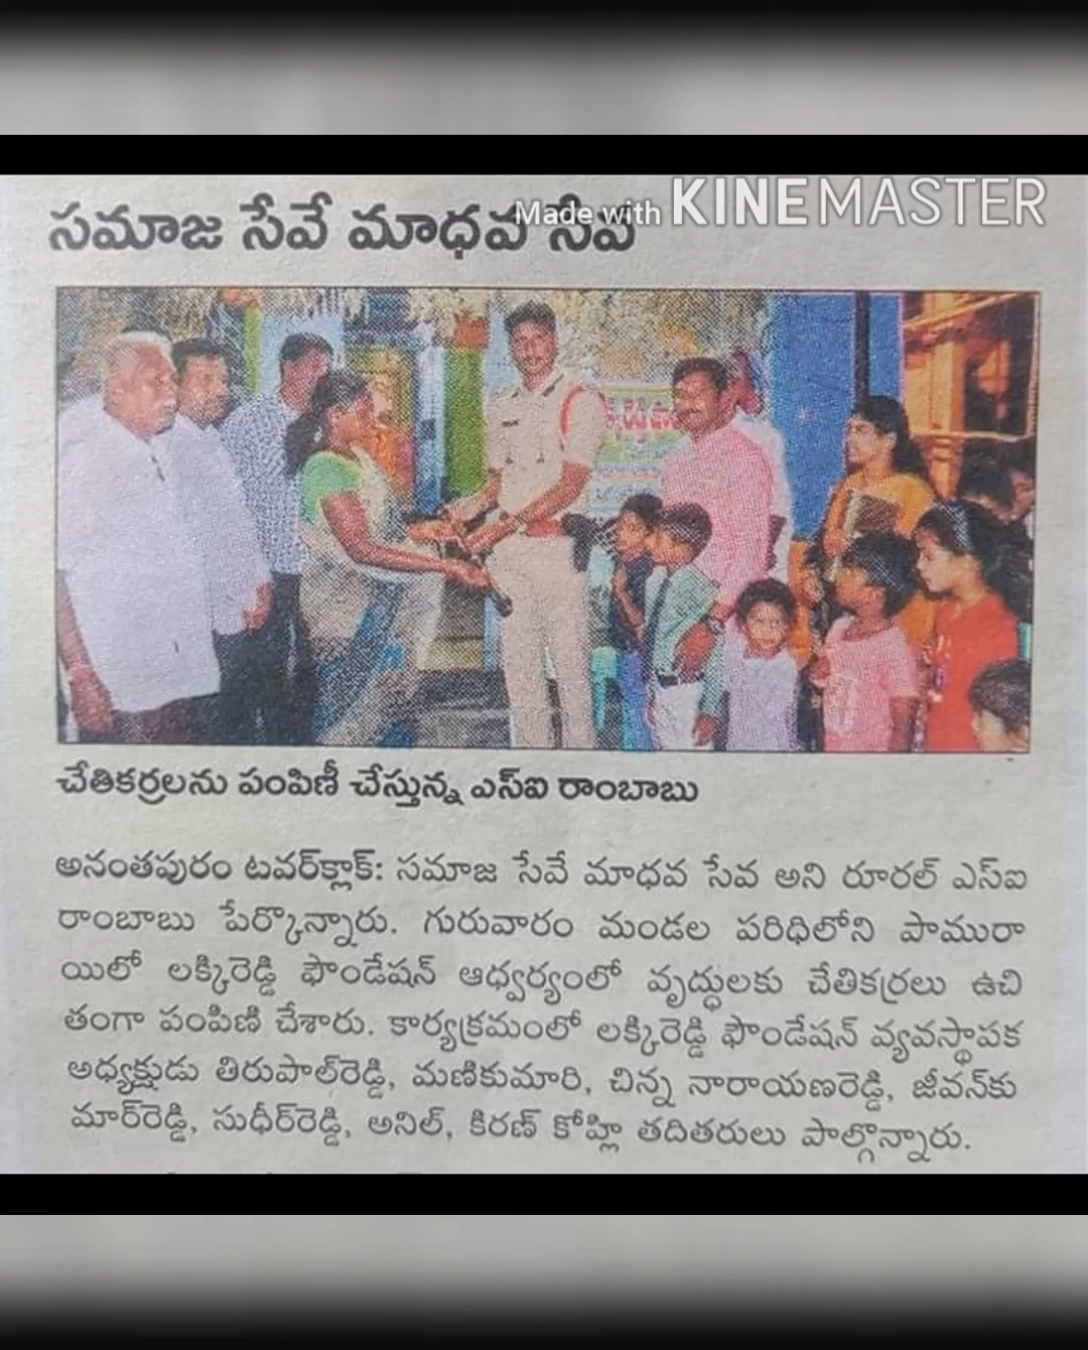 Made with KINEMASTER
సమాజ సేవే మాధవ సేవ
చేతికర్రలను పంపిణీ చేస్తున్న ఎస్ఐ రాంబాబు
అనంతపురం టవర్‌క్లాక్: సమాజ సేవే మాధవ సేవ అని రూరల్ ఎస్ఐ
రాంబాబు పేర్కొన్నారు. గురువారం మండల పరిధిలోని పామురా
యిలో లక్కిరెడ్డి ఫౌండేషన్ ఆధ్వర్యంలో వృద్ధులకు చేతికర్రలు ఉచి
తంగా పంపిణి చేశారు. కార్యక్రమంలో లక్కిరెడ్డి ఫౌండేషన్ వ్యవస్థాపక
అధ్యక్షుడు తిరుపాల్‌రెడ్డి, మణికుమారి, చిన్న నారాయణరెడ్డి, జీవన్‌కు
మార్‌రెడ్డి, సుధీర్‌రెడ్డి, అనిల్, కిరణ్ కోహ్లి తదితరులు పాల్గొన్నారు.